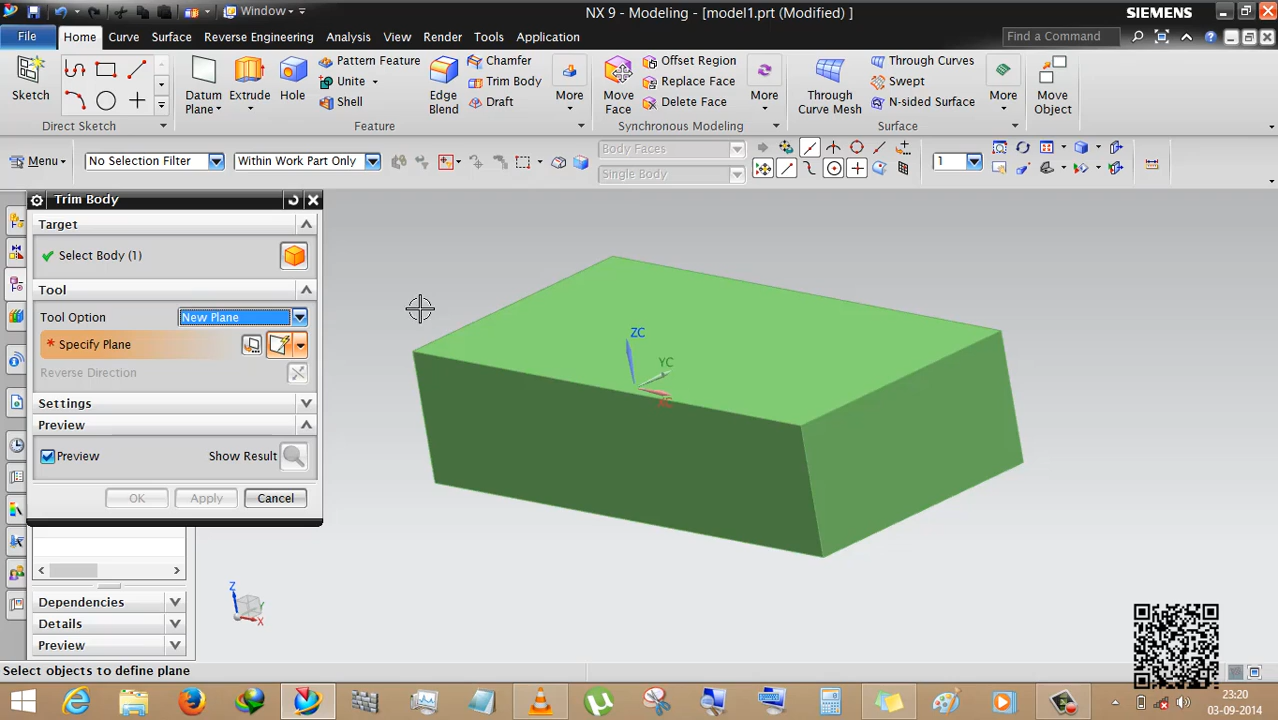 NX 9 - Modeling - [model1.prt (Modified) ]
SIEMENS
Window
File
Home
Curve
Surface
Reverse Engineering
Analysis
View
Render
Tools
Application
Find a Command
Sketch
Direct Sketch
Datum
Plane
Extrude
Hole
Pattern Feature
Unite
Shell
Edge
Blend
Chamfer
Trim Body
Draft
More
Feature
Move
Face
Offset Region
Replace Face
Delete Face
More
Synchronous Modeling
Through
Curve Mesh
Through Curves
Swept
N-sided Surface
More
Surface
Move
Object
Menu
No Selection Filter
Within Work Part Only
Body Faces
Single Body
1
Trim Body
Target
Select Body (1)
Tool
Tool Option
New Plane
* Specify Plane
Reverse Direction
Settings
Preview
Preview
Show Result
OK
Apply
Cancel
ZC
YC
XC
Z
Y
X
Dependencies
Details
Preview
Select objects to define plane
23:20
03-09-2014